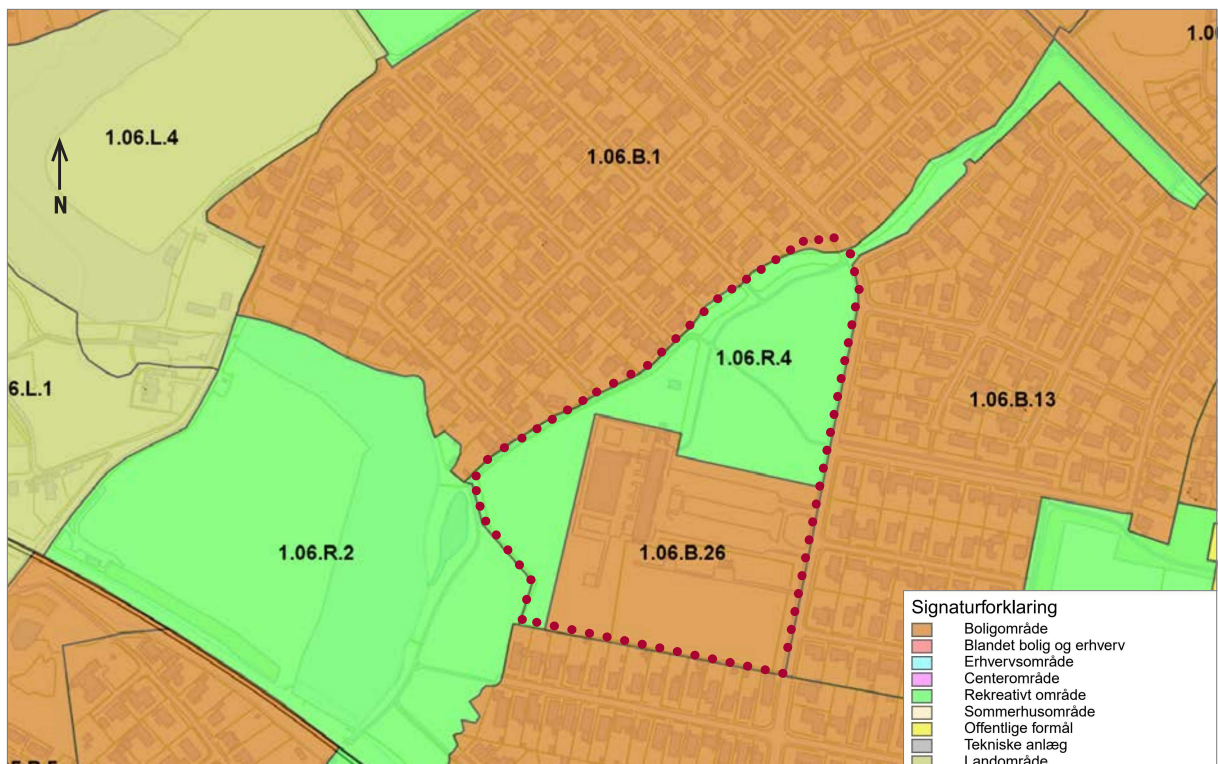 1.06.L.4
1.06.B.1
N
1.06.R.4
6.L.1
1.06.B.13
1.06.R.2
1.06.B.26
Signaturforklaring
Boligområde
Blandet bolig og erhverv
Erhvervsområde
Centerområde
Rekreativt område
Sommerhusområde
Offentlige formål
Tekniske anlæg
Landområde